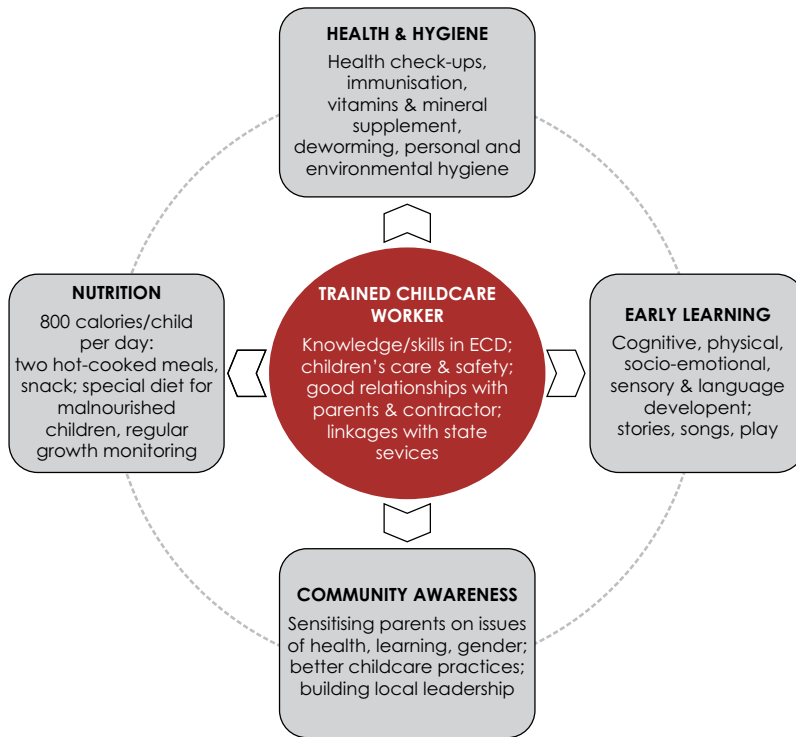 HEALTH & HYGIENE
Health check-ups,
immunisation,
vitamins & mineral
supplement,
deworming, personal and
environmental hygiene
NUTRITION
800 calories/child
per day:
two hot-cooked meals,
snack; special diet for
malnourished
children, regular
growth monitoring
TRAINED CHILDCARE
WORKER
Knowledge/skills in ECD;
children’s care & safety;
good relationships with
parents & contractor;
linkages with state
sevices
EARLY LEARNING
Cognitive, physical,
socio-emotional,
sensory & language
developent;
stories, songs, play
COMMUNITY AWARENESS
Sensitising parents on issues
of health, learning, gender;
better childcare practices;
building local leadership